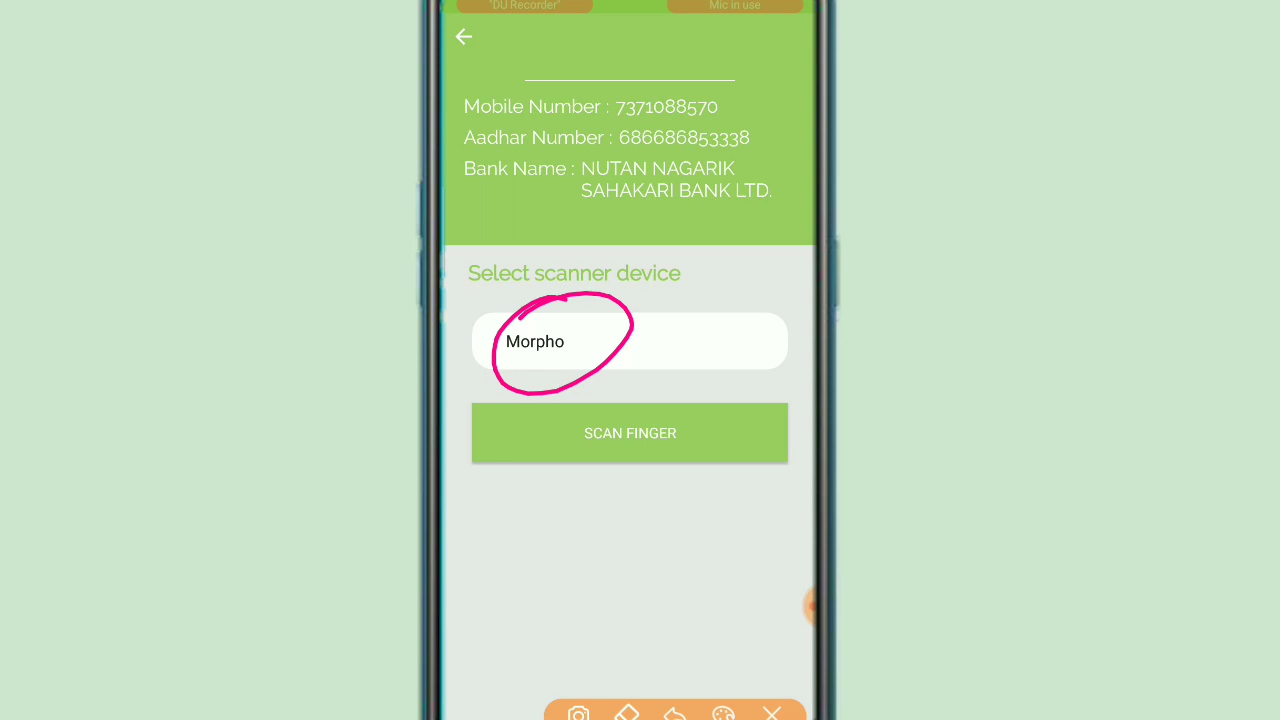 "DU Recorder"
Mic in use
Mobile Number : 7371088570
Aadhar Number : 686686853338
Bank Name : NUTAN NAGARIK
SAHAKARI BANK LTD.
Select scanner device
Morpho
SCAN FINGER